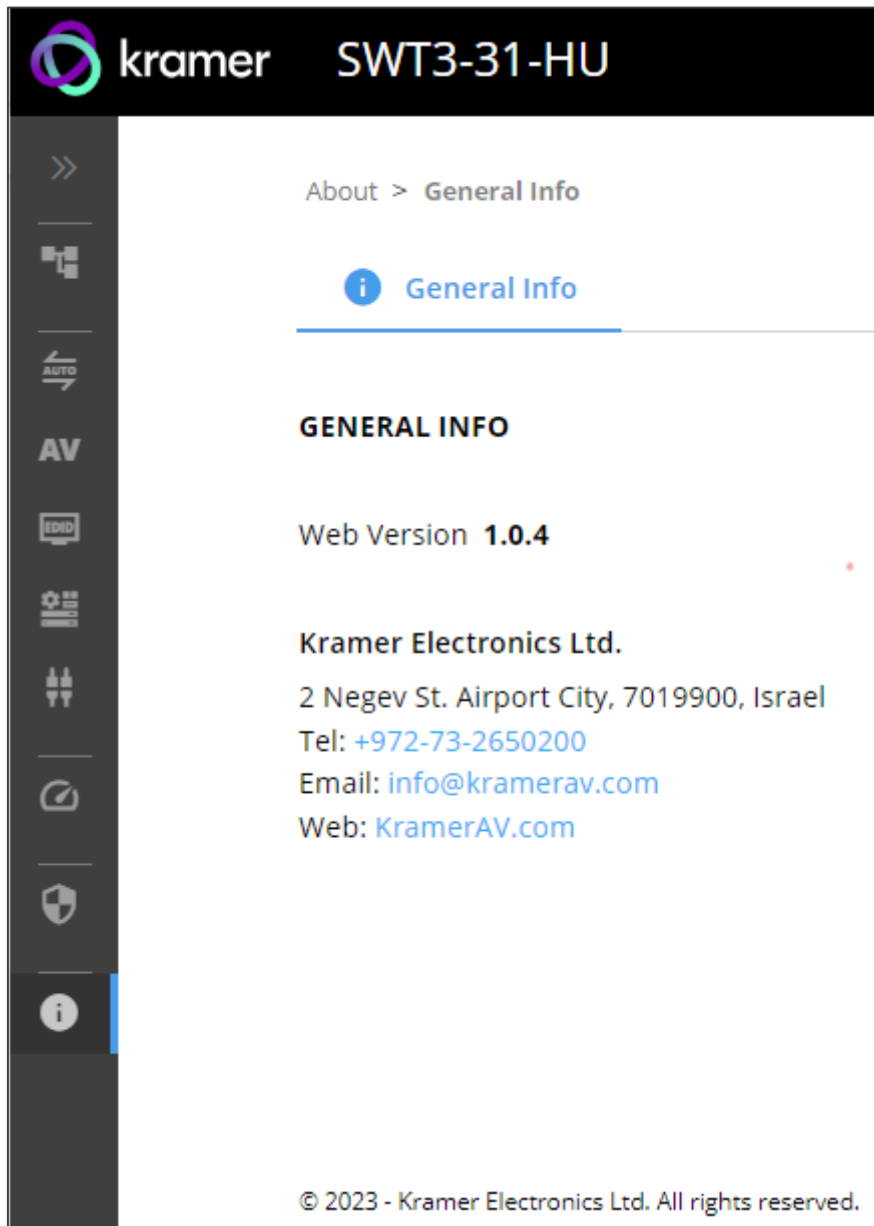 kramer SWT3-31-HU
About > General Info
General Info
AUTO
AV
EDID
GENERAL INFO
Web Version 1.0.4
Kramer Electronics Ltd.
2 Negev St. Airport City, 7019900, Israel
Tel: +972-73-2650200
Email: info@kramerav.com
Web: KramerAV.com
© 2023 - Kramer Electronics Ltd. All rights reserved.